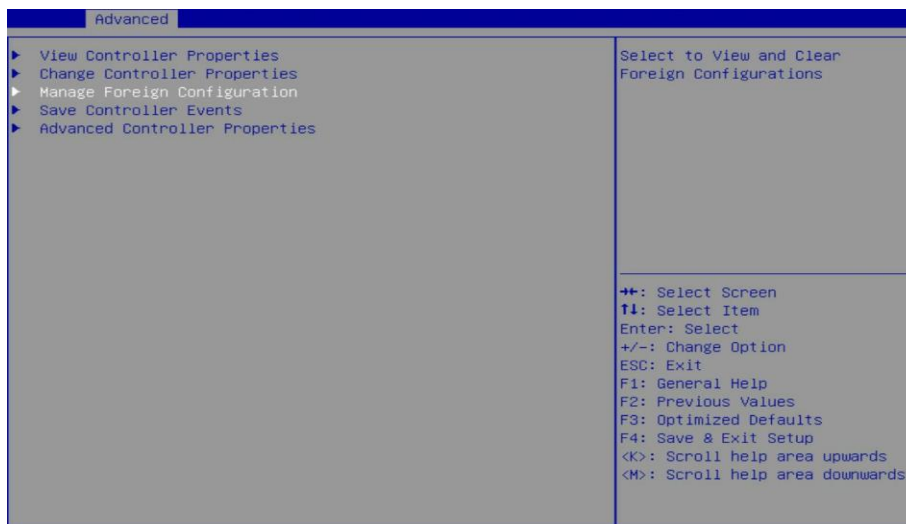 Advanced
▶ View Controller Properties
▶ Change Controller Properties
▶ Manage Foreign Configuration
▶ Save Controller Events
▶ Advanced Controller Properties
Select to View and Clear
Foreign Configurations
→←: Select Screen
↑↓: Select Item
Enter: Select
+/-: Change Option
ESC: Exit
F1: General Help
F2: Previous Values
F3: Optimized Defaults
F4: Save & Exit Setup
<K>: Scroll help area upwards
<M>: Scroll help area downwards